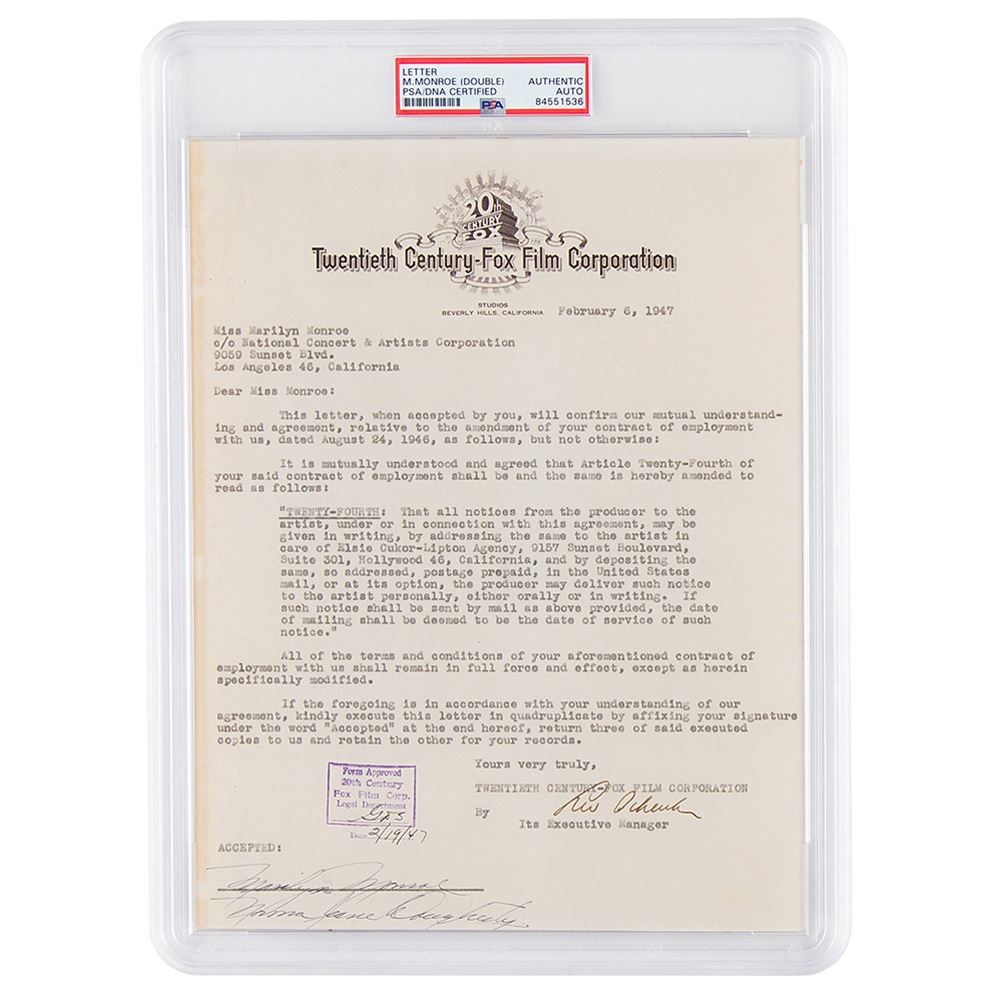 LETTER
M.MONROE (DOUBLE) AUTHENTIC
PSA/DNA CERTIFIED AUTO
PSA 84551536
20th
CENTURY
FOX
Twentieth Century-Fox Film Corporation
STUDIOS
BEVERLY HILLS, CALIFORNIA February 6, 1947
Miss Marilyn Monroe
c/o National Concert & Artists Corporation
9059 Sunset Blvd.
Los Angeles 46, California
Dear Miss Monroe:
This letter, when accepted by you, will confirm our mutual understand-
ing and agreement, relative to the amendment of your contract of employment
with us, dated August 24, 1946, as follows, but not otherwise:
It is mutually understood and agreed that Article Twenty-Fourth of
your said contract of employment shall be and the same is hereby amended to
read as follows:
"TWENTY-FOURTH: That all notices from the producer to the
artist, under or in connection with this agreement, may be
given in writing, by addressing the same to the artist in
care of Elsie Cukor-Lipton Agency, 9157 Sunset Boulevard,
Suite 301, Hollywood 46, California, and by depositing the
same, so addressed, postage prepaid, in the United States
mail, or at its option, the producer may deliver such notice
to the artist personally, either orally or in writing. If
such notice shall be sent by mail as above provided, the date
of mailing shall be deemed to be the date of service of such
notice."
All of the terms and conditions of your aforementioned contract of
employment with us shall remain in full force and effect, except as herein
specifically modified.
If the foregoing is in accordance with your understanding of our
agreement, kindly execute this letter in quadruplicate by affixing your signature
under the word "Accepted" at the end hereof, return three of said executed
copies to us and retain the other for your records.
Yours very truly,
TWENTIETH CENTURY-FOX FILM CORPORATION
By
Its Executive Manager
Form Approved
20th Century
Fox Film Corp.
Legal Department
Date 2/19/47
ACCEPTED:
Marilyn Monroe
Norma Jeane Dougherty